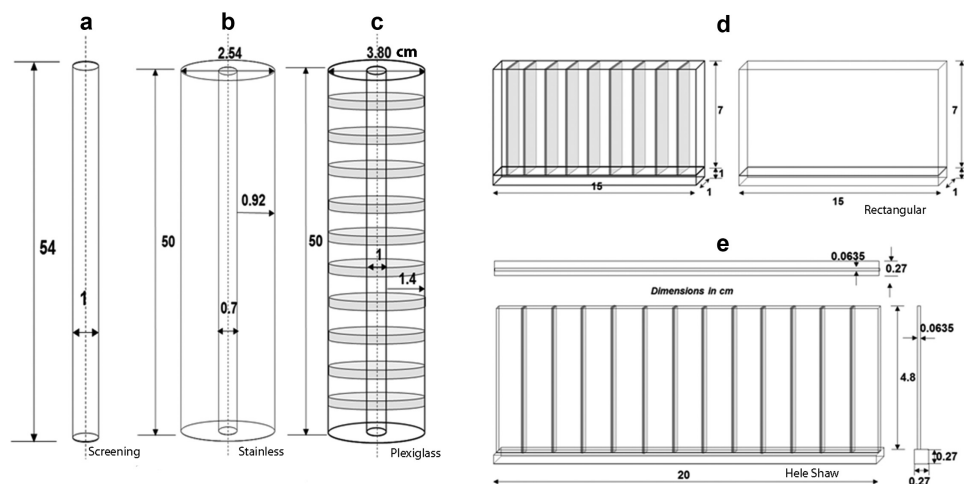 a
b
c
2.54
3.80 cm
54
1
50
0.92
0.7
50
1
1.4
Screening
Stainless
Plexiglass
d
7
1
1
15
7
1
15
Rectangular
e
0.0635
0.27
Dimensions in cm
0.0635
4.8
0.27
0.27
20
Hele Shaw